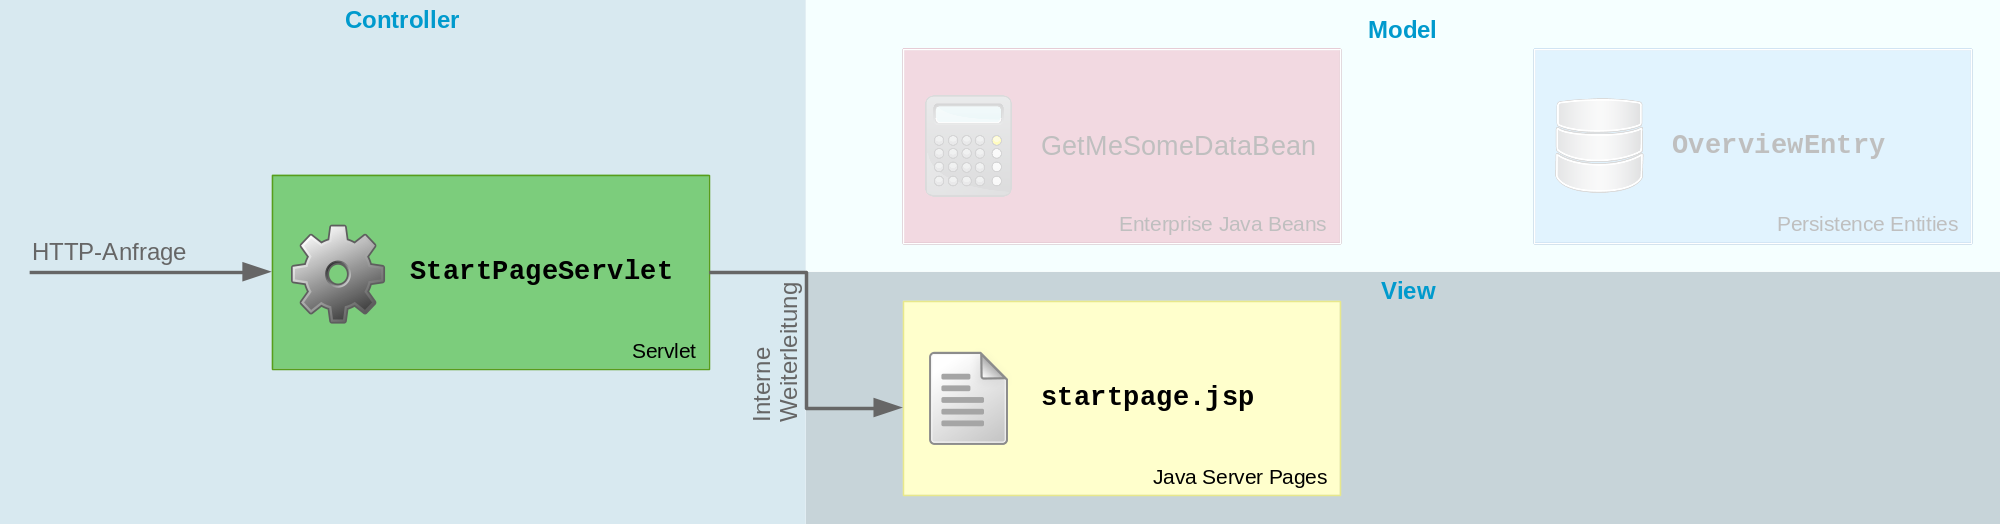 Controller
HTTP-Anfrage
StartPageServlet
Servlet
Interne
Weiterleitung
Model
GetMeSomeDataBean
Enterprise Java Beans
OverviewEntry
Persistence Entities
View
startpage.jsp
Java Server Pages